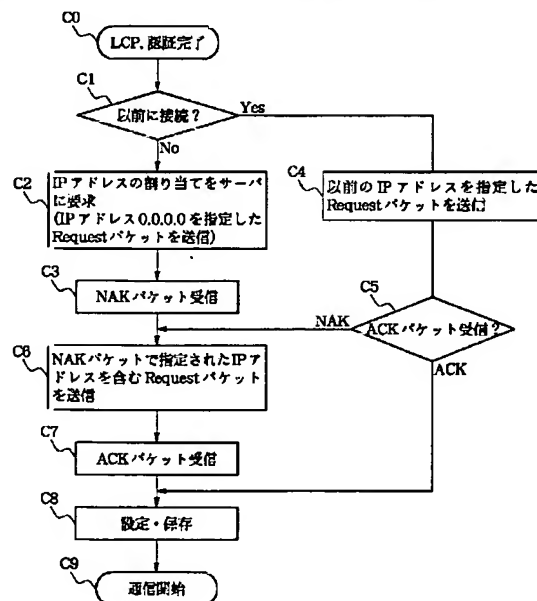 C0
LCP,認証完了
C1
以前に接続?
Yes
No
C2
IPアドレスの割り当てをサーバ
に要求
(IPアドレス0.0.0.0を指定した
Requestパケットを送信)
C4
以前のIPアドレスを指定した
Requestパケットを送信
C3
NAKパケット受信
C5
ACKパケット受信?
NAK
ACK
C6
NAKパケットで指定されたIPア
ドレスを含むRequestパケット
を送信
C7
ACKパケット受信
C8
設定・保存
C9
通信開始